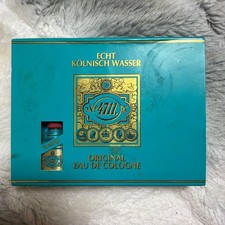 ECHT
KÖLNISCH WASSER
4711
ORIGINAL
EAU DE COLOGNE